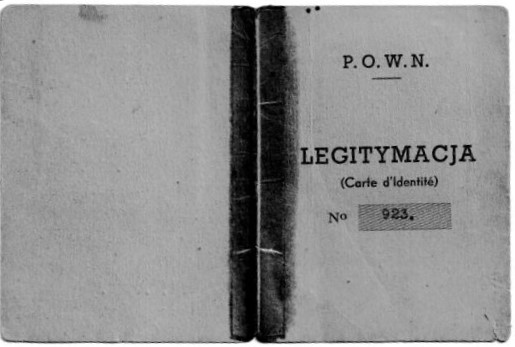 P. O. W. N.
LEGITYMACJA
(Carte d'Identité)
No 923.